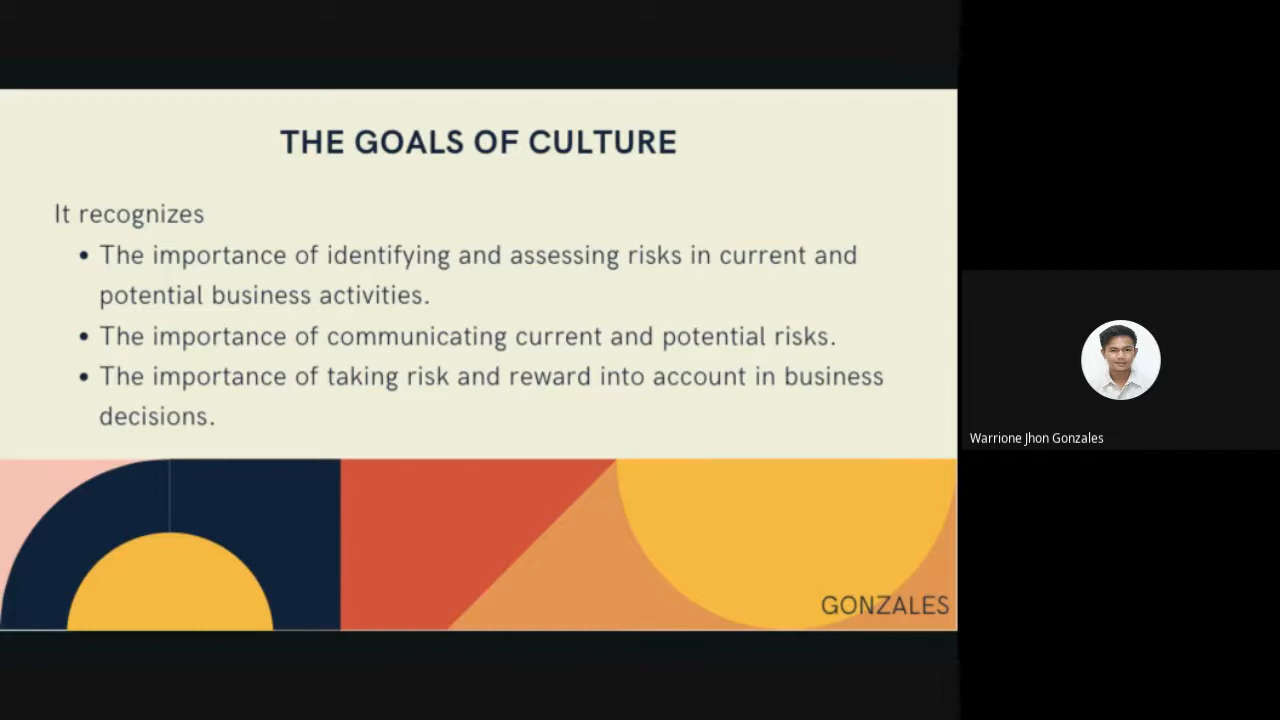 THE GOALS OF CULTURE
It recognizes
• The importance of identifying and assessing risks in current and
potential business activities.
• The importance of communicating current and potential risks.
• The importance of taking risk and reward into account in business
decisions.
GONZALES
Warrione Jhon Gonzales